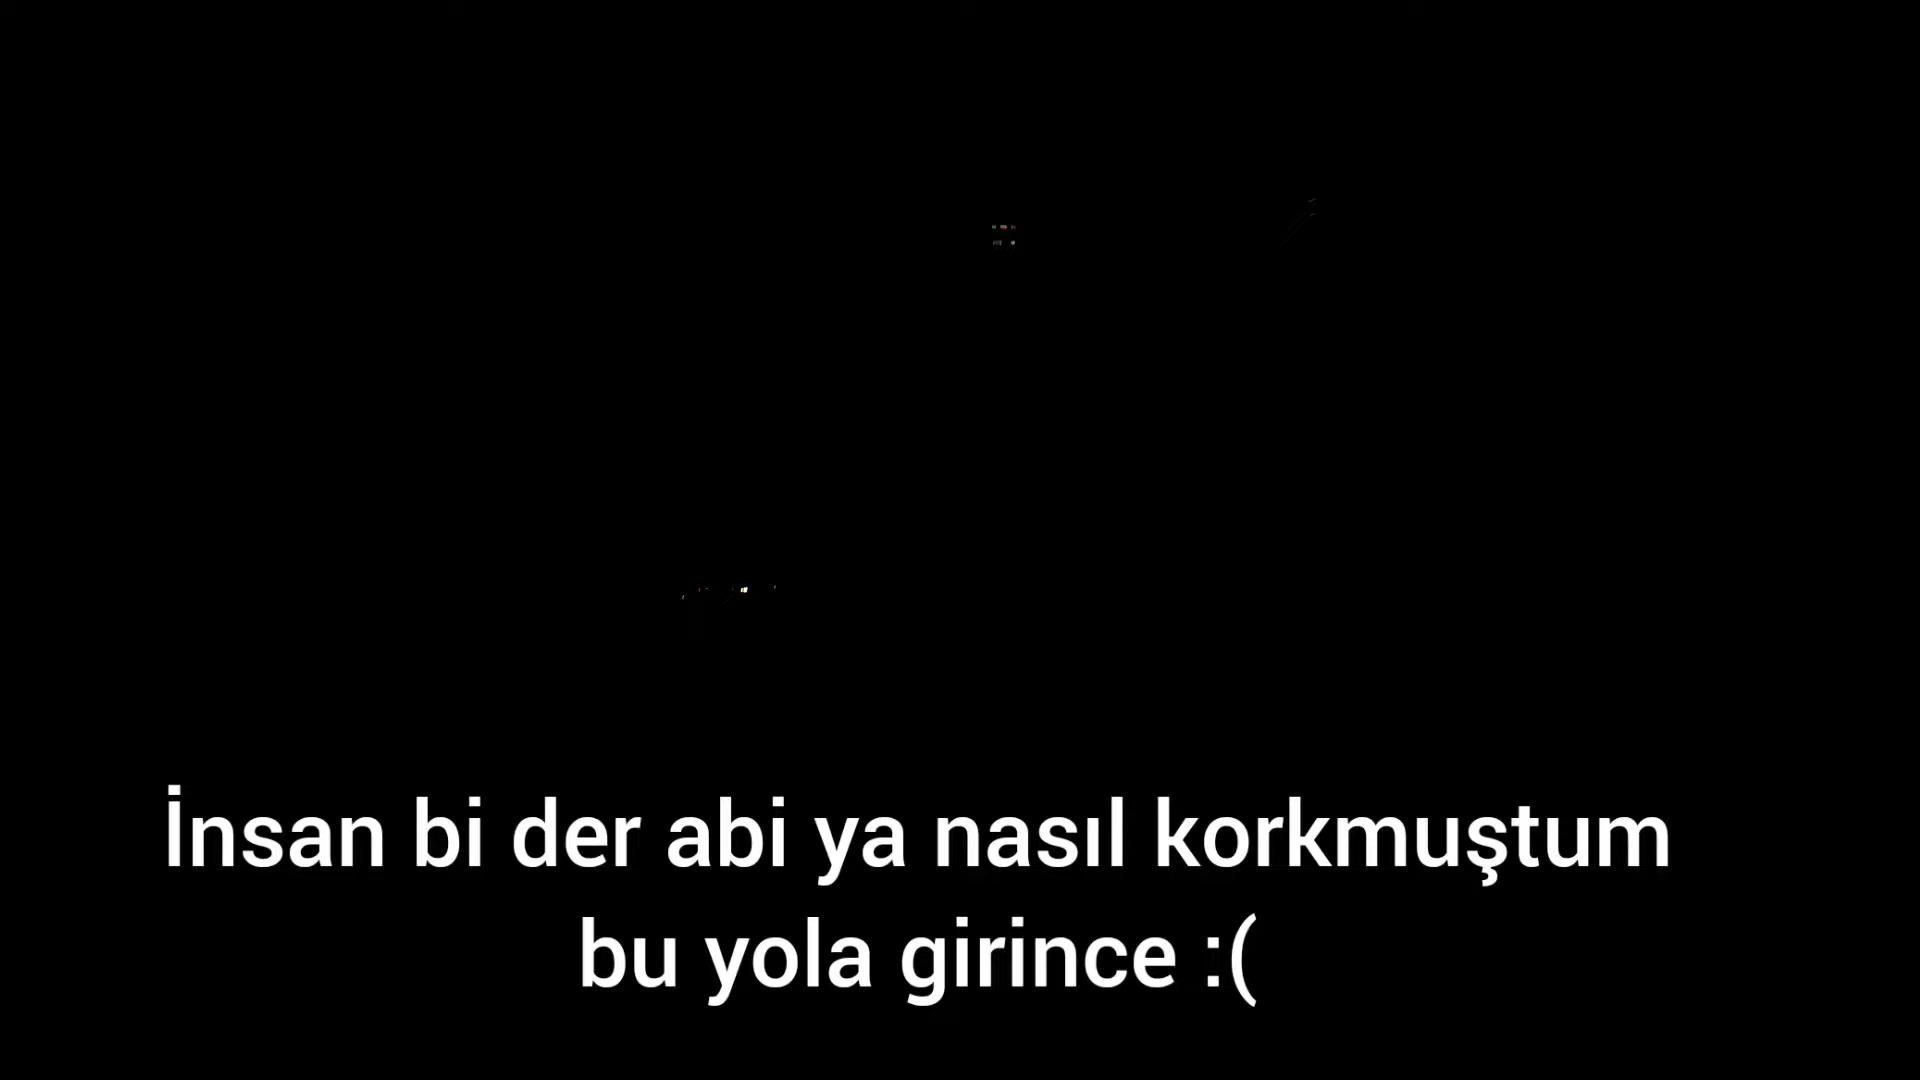 İnsan bi der abi ya nasıl korkmuştum
bu yola girince :(